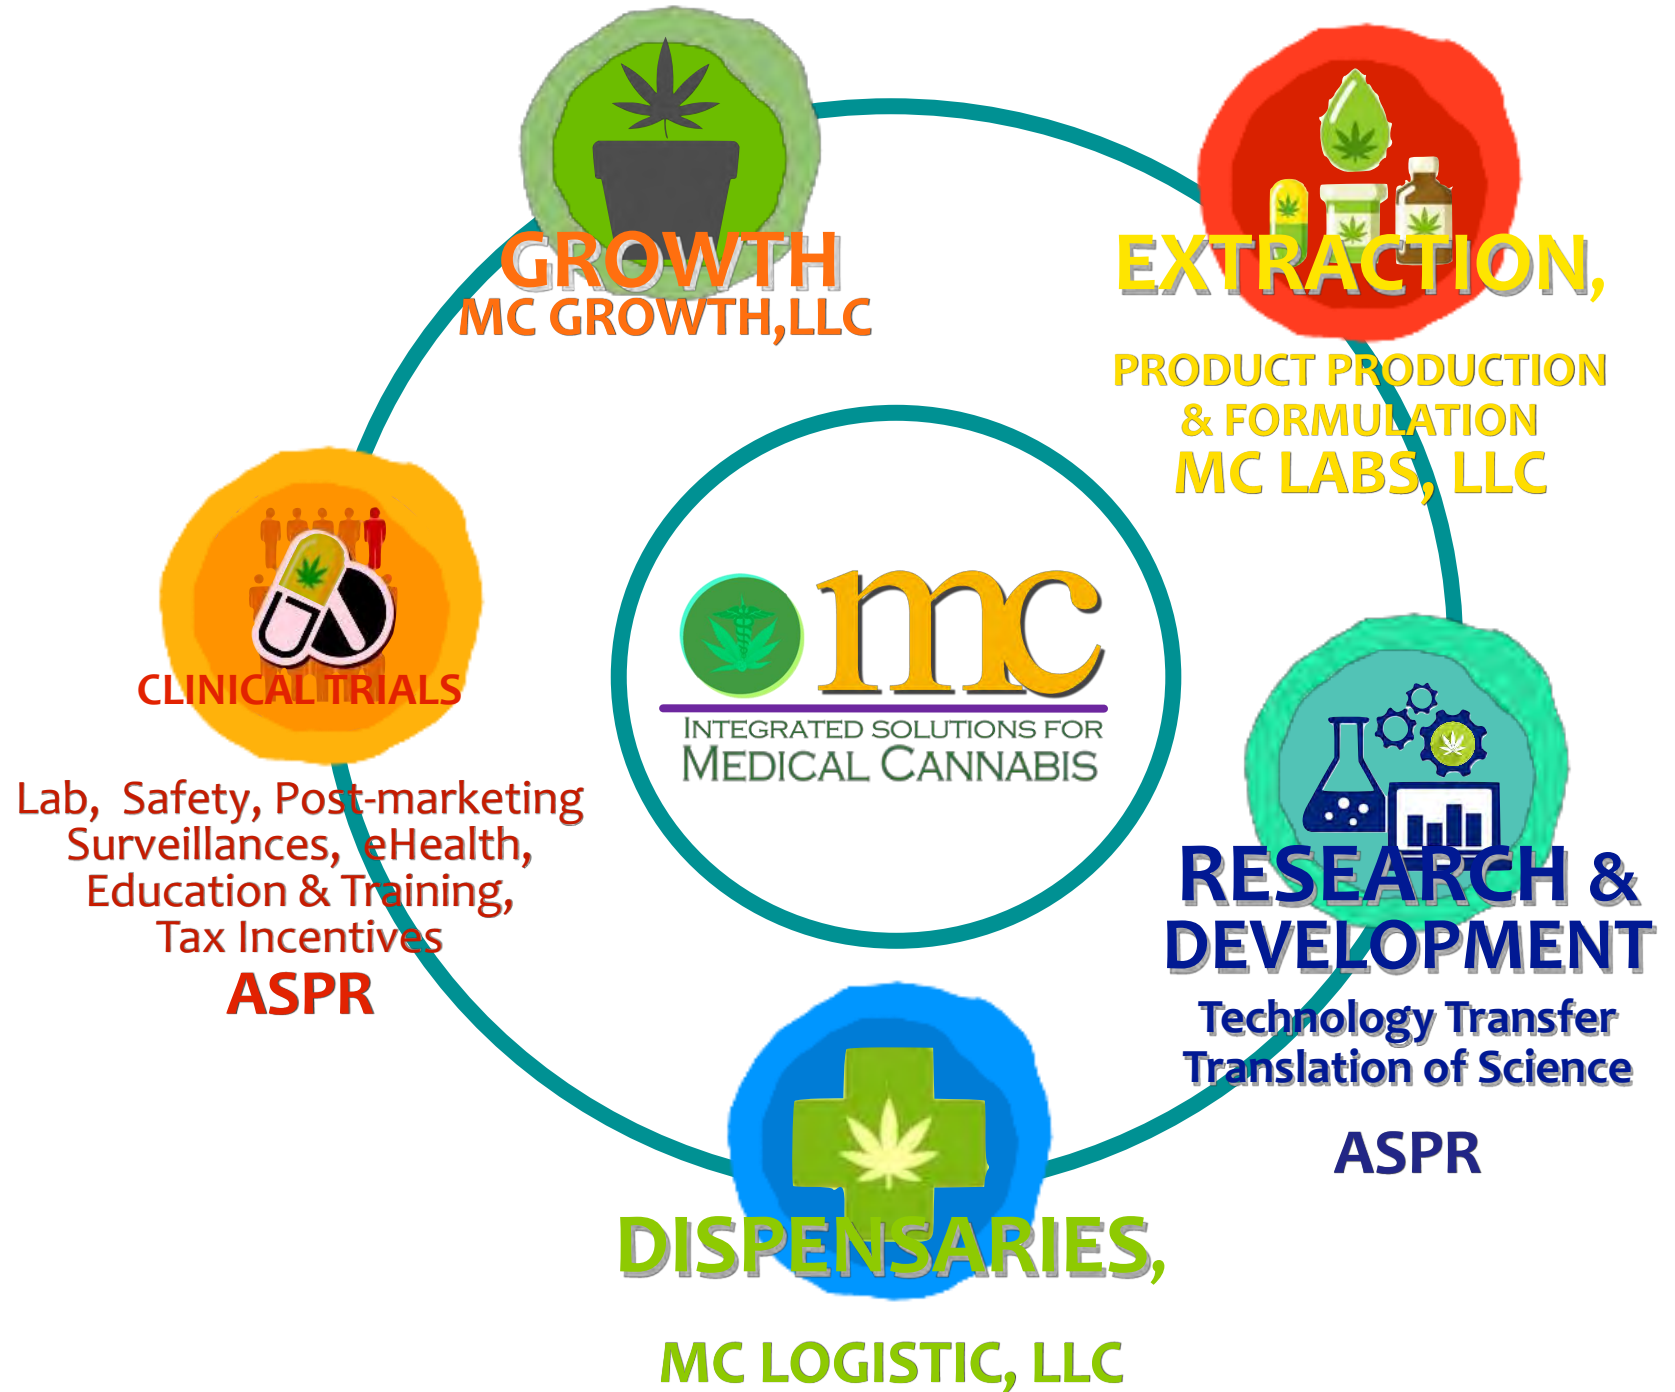 GROWTH
MC GROWTH,LLC
EXTRACTION,
PRODUCT PRODUCTION
& FORMULATION
MC LABS, LLC
CLINICAL TRIALS
Lab, Safety, Post-marketing
Surveillances, eHealth,
Education & Training,
Tax Incentives
ASPR
mc
INTEGRATED SOLUTIONS FOR
MEDICAL CANNABIS
RESEARCH &
DEVELOPMENT
Technology Transfer
Translation of Science
ASPR
DISPENSARIES,
MC LOGISTIC, LLC